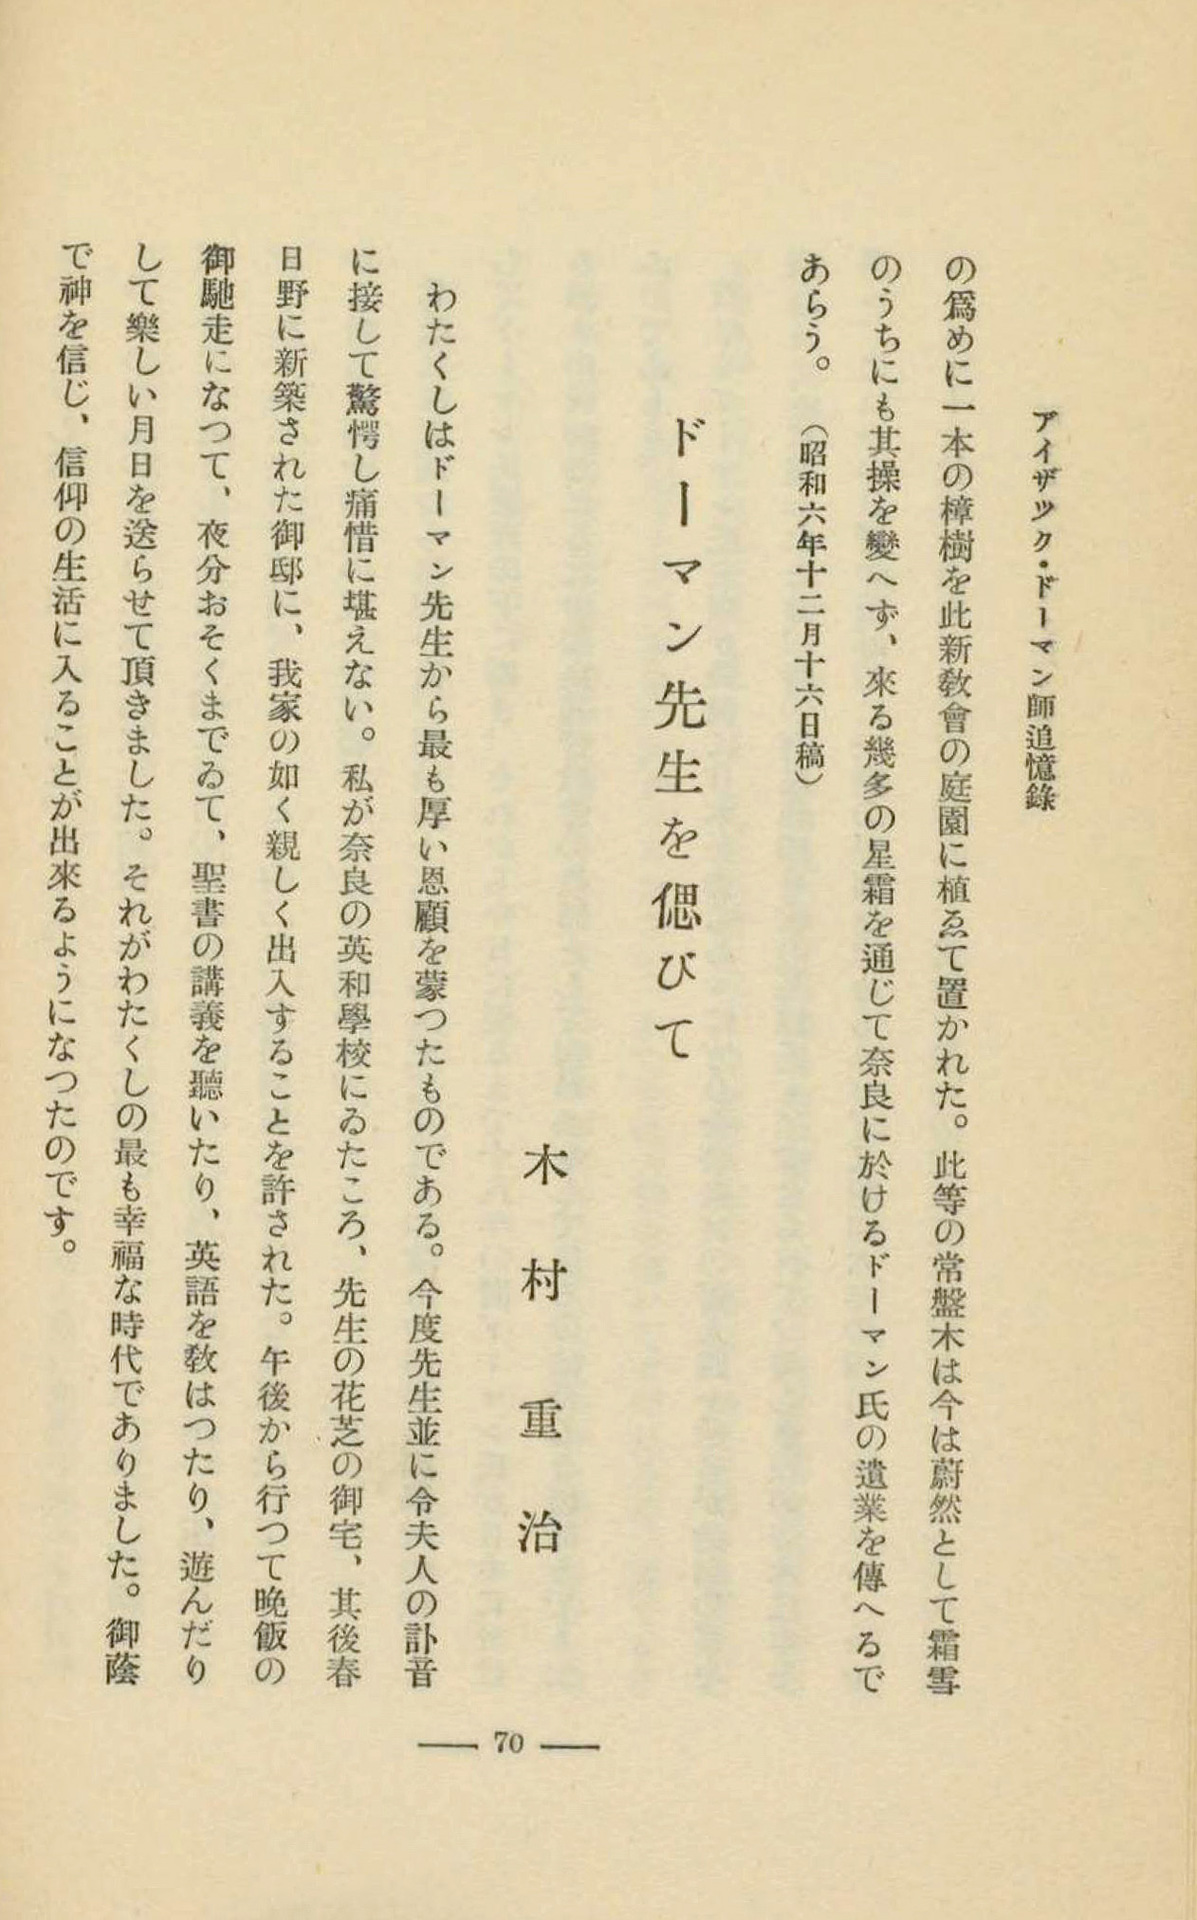 アイザック・ドーマン師追憶錄
の爲めに一本の樟樹を此新敎會の庭園に植ゑて置かれた。此等の常盤木は今は蔚然として霜雪
のうちにも其操を變へず、來る幾多の星霜を通じて奈良に於けるドーマン氏の遺業を傳へるで
あらう。　（昭和六年十二月十六日稿）
ドーマン先生を偲びて
木村重治
わたくしはドーマン先生から最も厚い恩顧を蒙つたものである。今度先生並に令夫人の訃音
に接して驚愕し痛惜に堪えない。私が奈良の英和學校にゐたころ、先生の花芝の御宅、其後春
日野に新築された御邸に、我家の如く親しく出入することを許された。午後から行つて晩飯の
御馳走になつて、夜分おそくまでゐて、聖書の講義を聽いたり、英語を敎はつたり、遊んだり
して樂しい月日を送らせて頂きました。それがわたくしの最も幸福な時代でありました。御蔭
で神を信じ、信仰の生活に入ることが出來るようになつたのです。
— 70 —